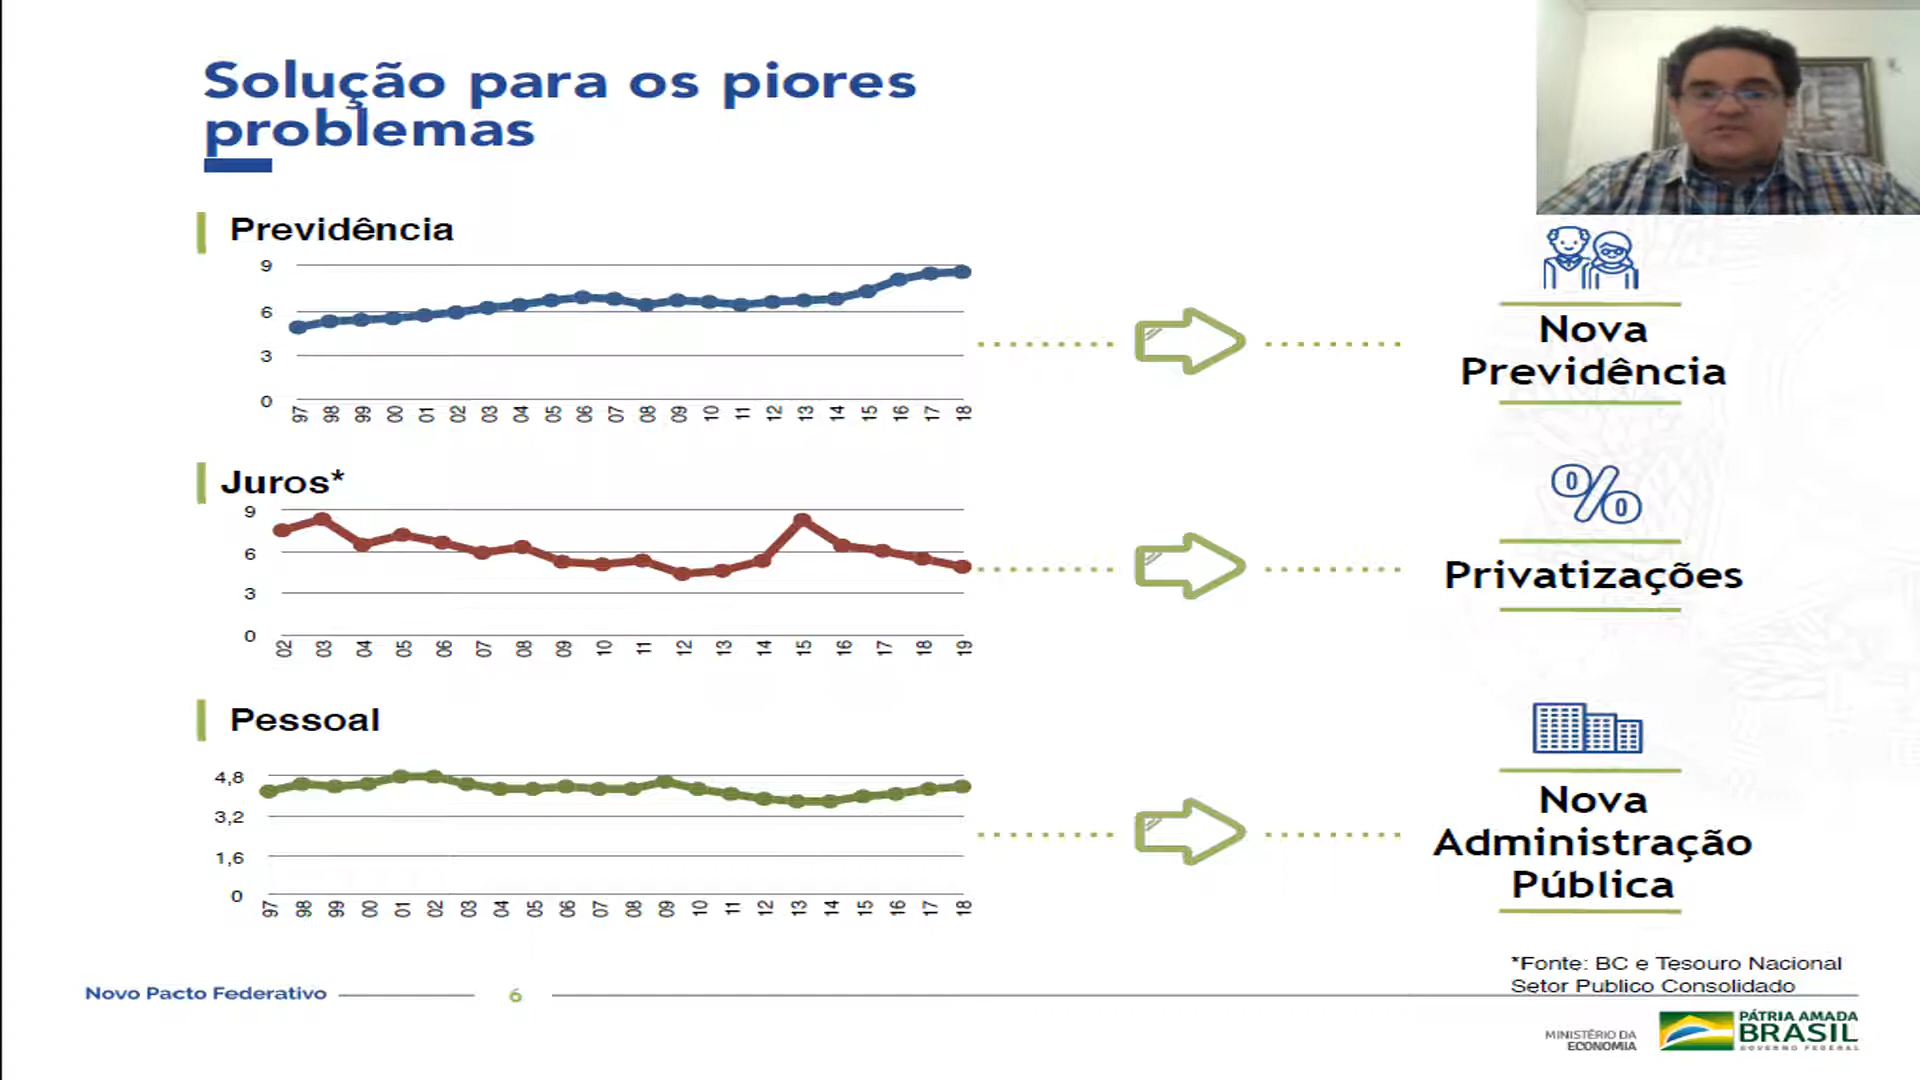 Solução para os piores
problemas
Previdência
9
6
3
0
97 98 99 00 01 02 03 04 05 06 07 08 09 10 11 12 13 14 15 16 17 18
Nova
Previdência
Juros*
9
6
3
0
02 03 04 05 06 07 08 09 10 11 12 13 14 15 16 17 18 19
%
Privatizações
Pessoal
4,8
3,2
1,6
0
97 98 99 00 01 02 03 04 05 06 07 08 09 10 11 12 13 14 15 16 17 18
Nova
Administração
Pública
*Fonte: BC e Tesouro Nacional
Setor Publico Consolidado
Novo Pacto Federativo 6
MINISTÉRIO DA
ECONOMIA
PÁTRIA AMADA
BRASIL
GOVERNO FEDERAL